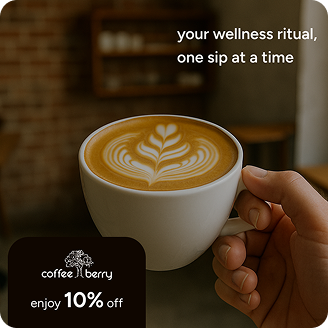 your wellness ritual,
one sip at a time
coffee berry
enjoy 10% off